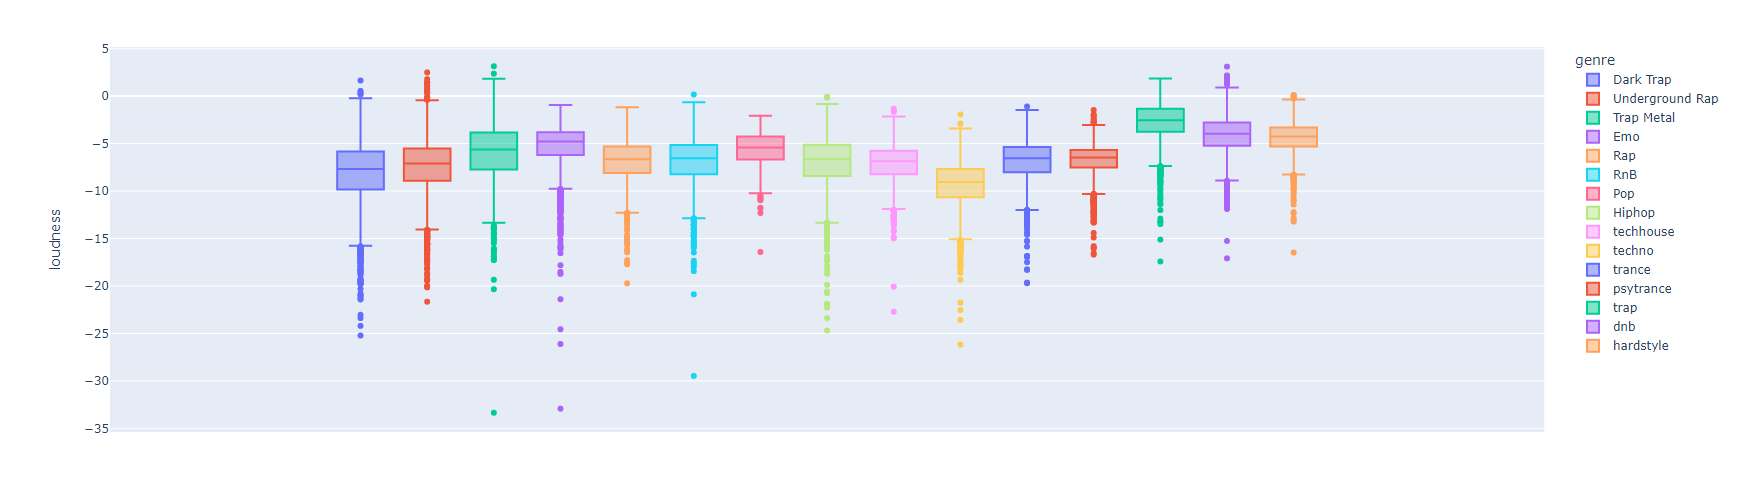 5
0
−5
−10
−15
−20
−25
−30
−35
loudness
genre
Dark Trap
Underground Rap
Trap Metal
Emo
Rap
RnB
Pop
Hiphop
techhouse
techno
trance
psytrance
trap
dnb
hardstyle